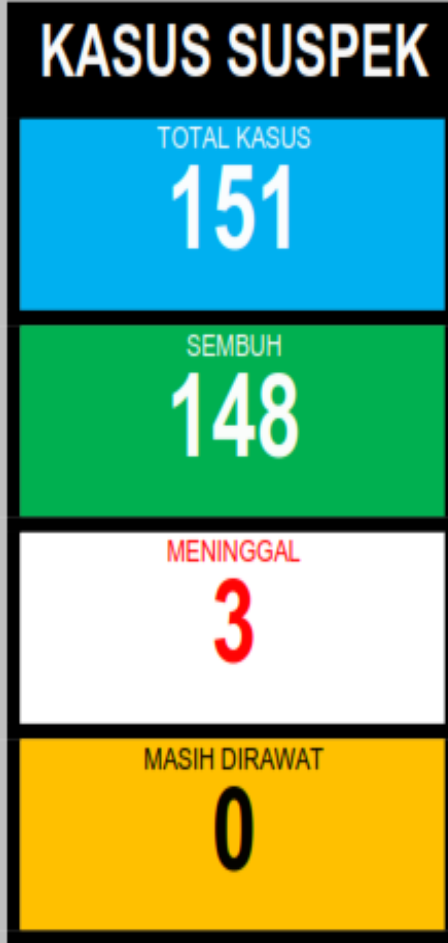 KASUS SUSPEK
TOTAL KASUS
151
SEMBUH
148
MENINGGAL
3
MASIH DIRAWAT
0